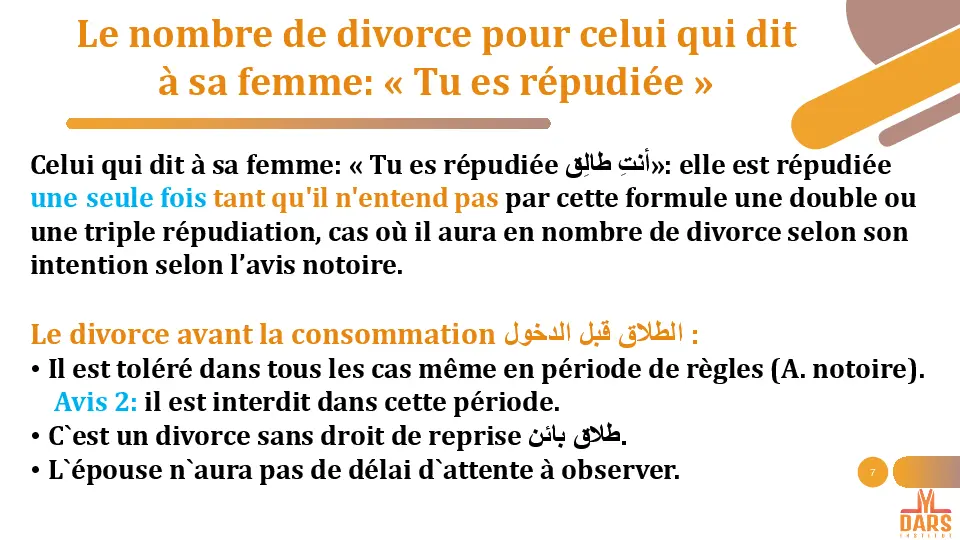 Le nombre de divorce pour celui qui dit
à sa femme: « Tu es répudiée »
Celui qui dit à sa femme: « Tu es répudiée أنتِ طالِق»: elle est répudiée
une seule fois tant qu'il n'entend pas par cette formule une double ou
une triple répudiation, cas où il aura en nombre de divorce selon son
intention selon l’avis notoire.
Le divorce avant la consommation الطلاق قبل الدخول :
• Il est toléré dans tous les cas même en période de règles (A. notoire).
Avis 2: il est interdit dans cette période.
• C`est un divorce sans droit de reprise طلاق بائن.
• L`épouse n`aura pas de délai d`attente à observer.
7
DARS
INSTITUT